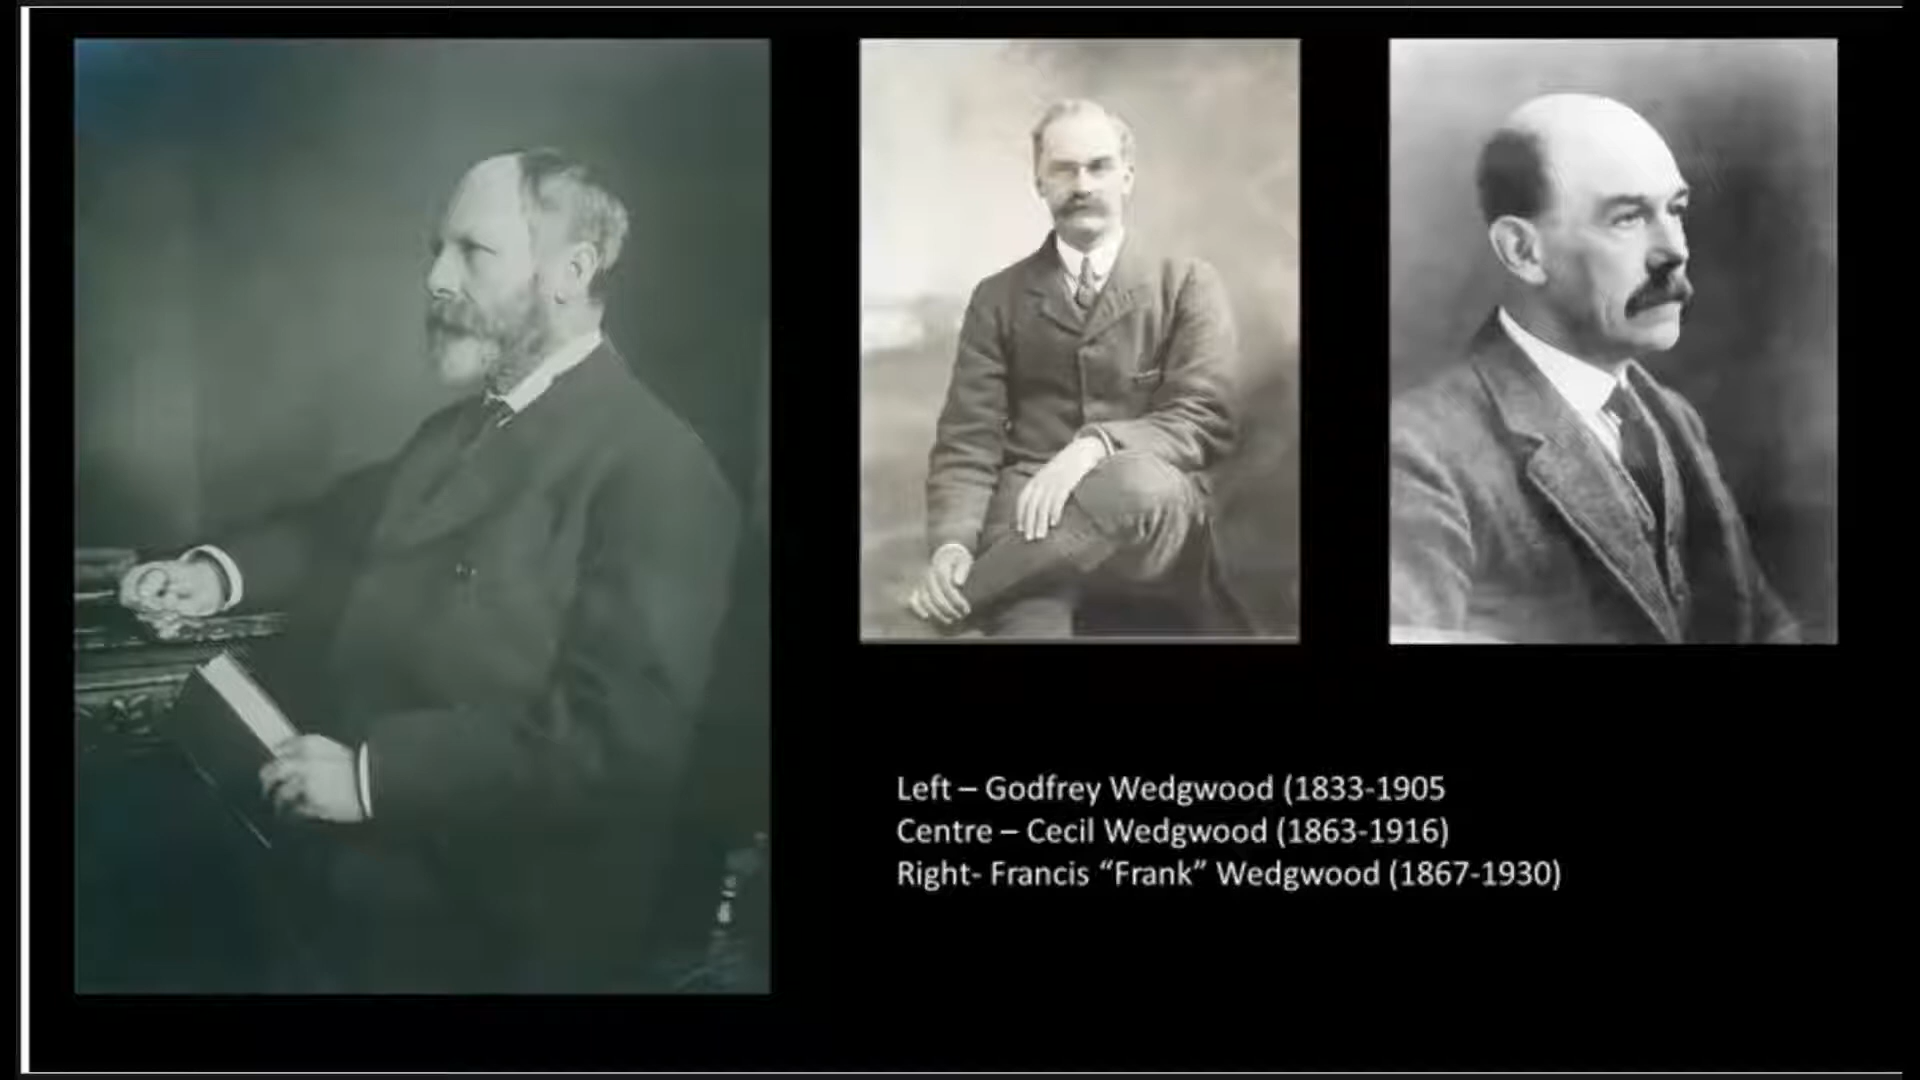 Left – Godfrey Wedgwood (1833-1905
Centre – Cecil Wedgwood (1863-1916)
Right- Francis “Frank” Wedgwood (1867-1930)